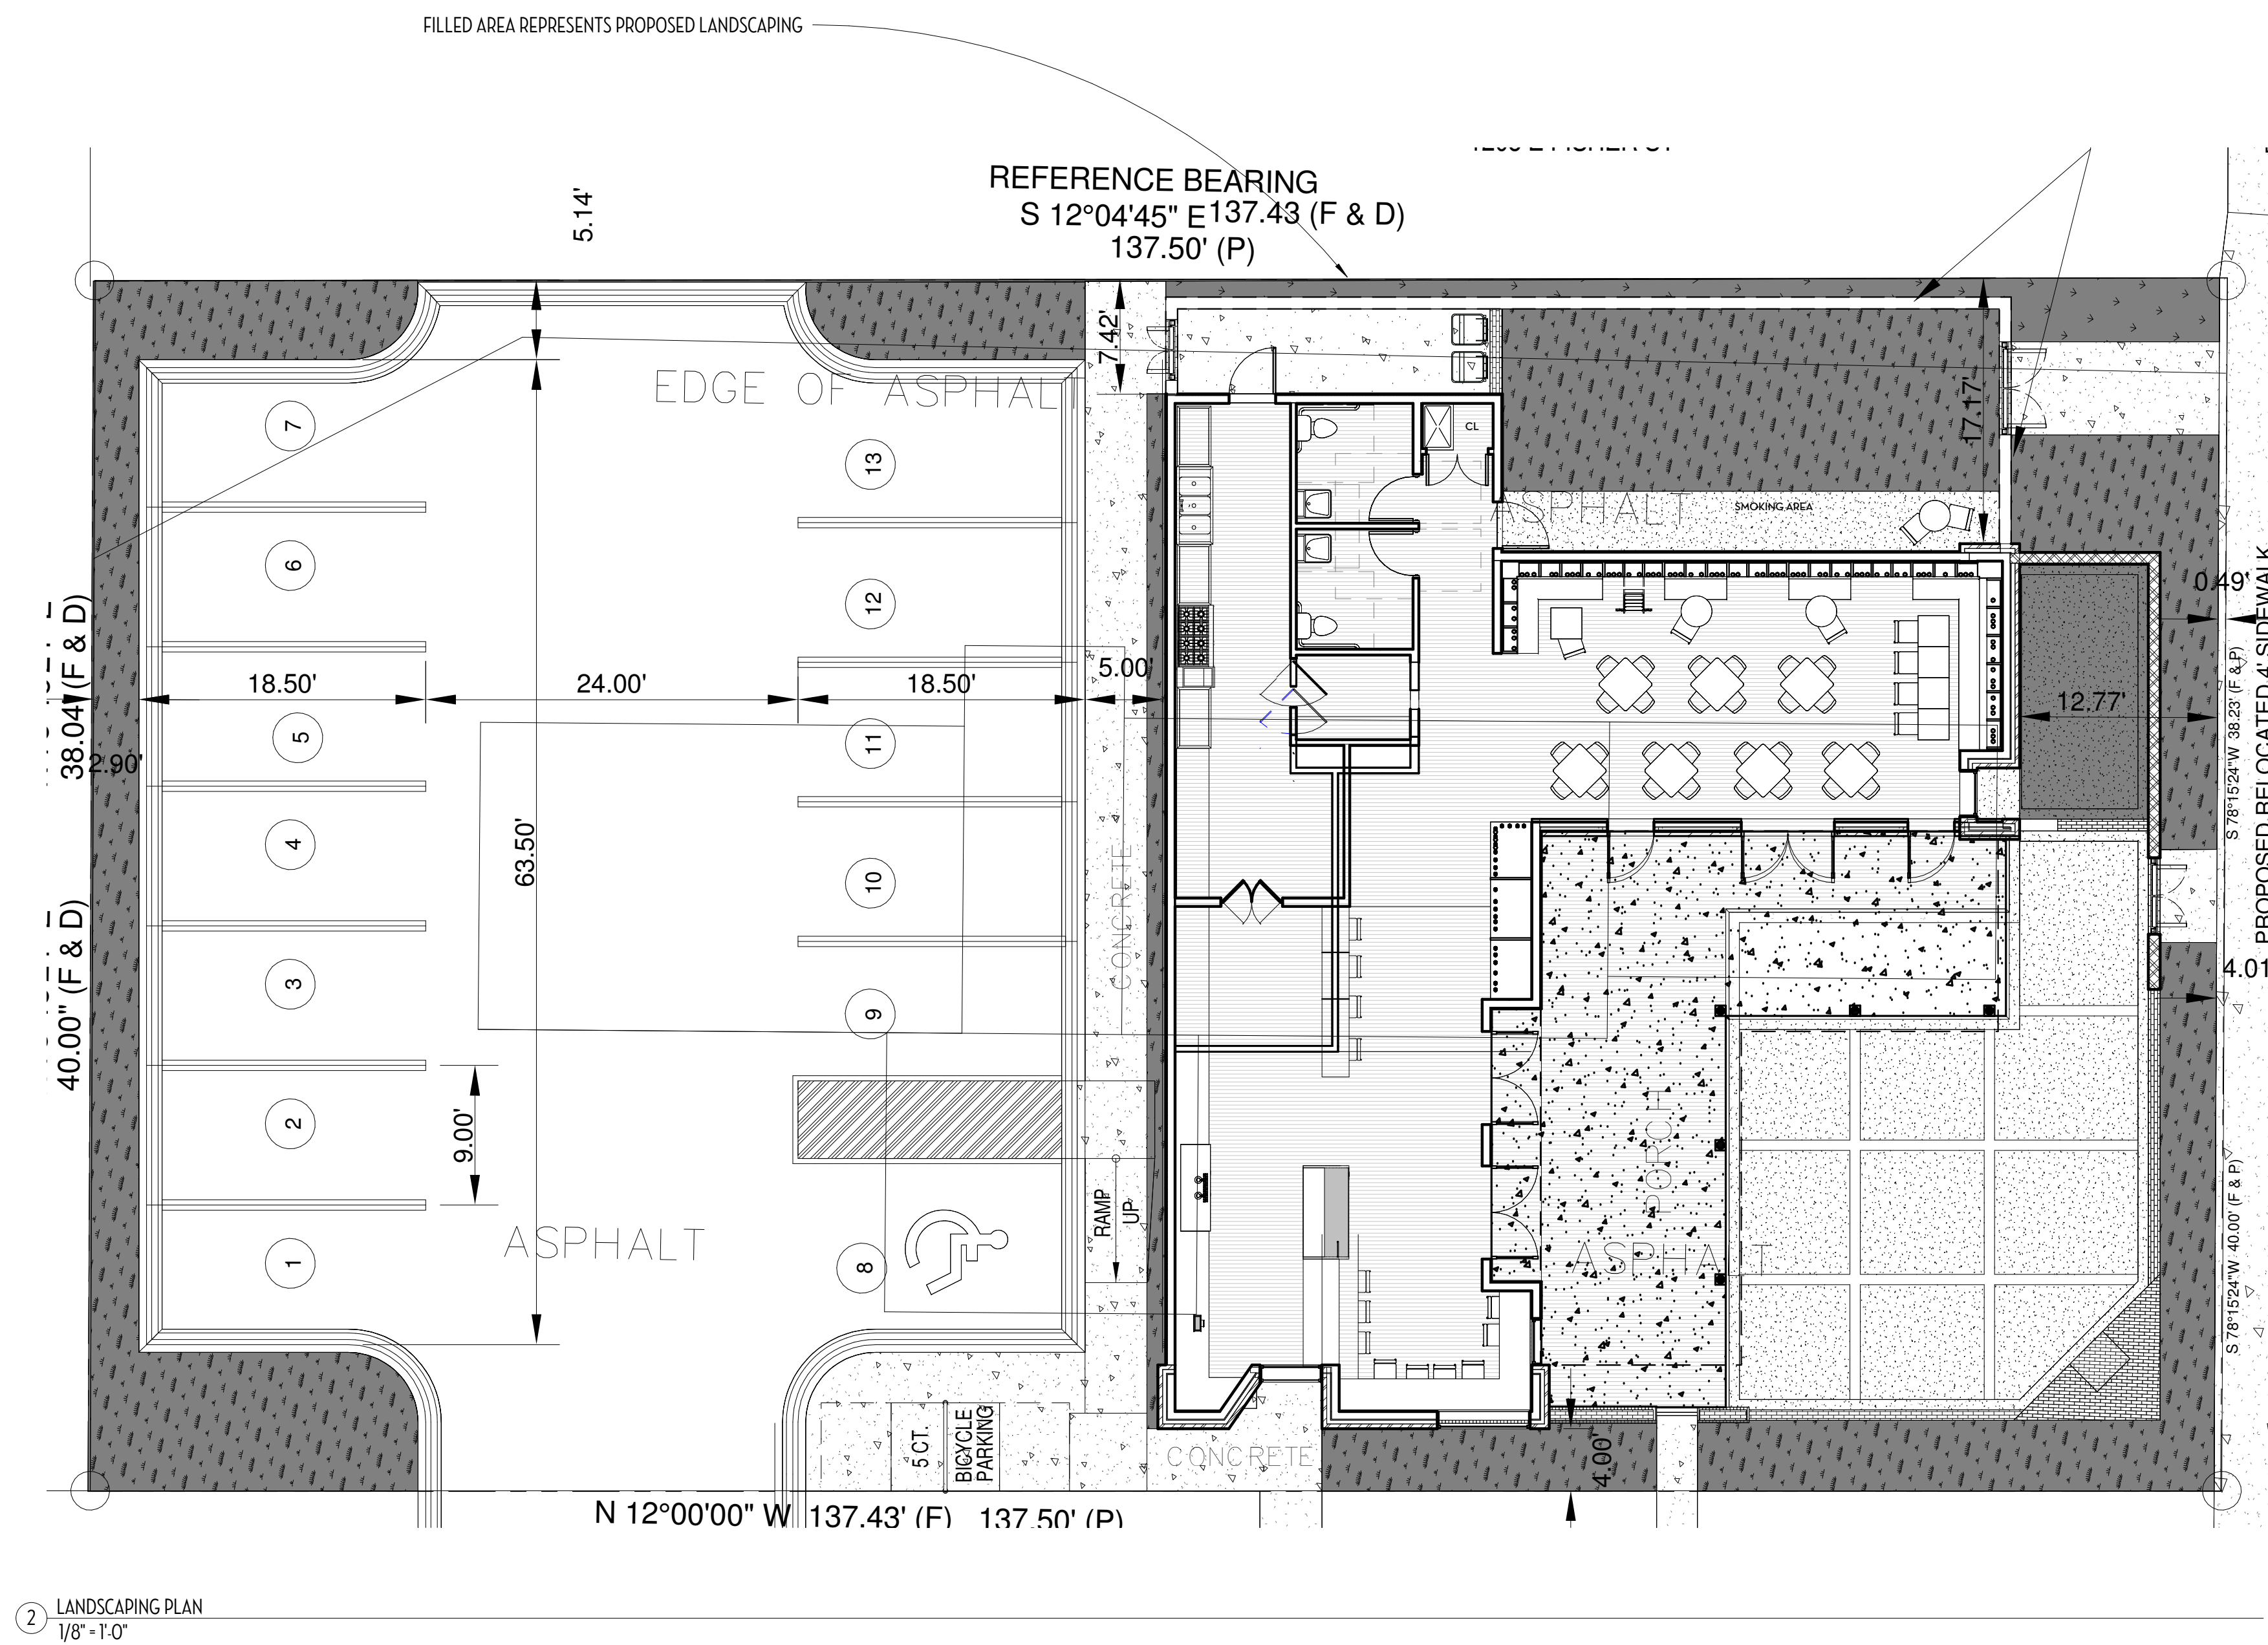 FILLED AREA REPRESENTS PROPOSED LANDSCAPING
REFERENCE BEARING
S 12°04'45" E 137.43 (F & D)
137.50' (P)
5.14'
7.42'
17.17'
EDGE OF ASPHALT
7
6
5
4
3
2
1
13
12
11
10
9
8
CL
ASPHALT
SMOKING AREA
0.49'
38.04 (F & D)
2.90'
40.00" (F & D)
18.50'
24.00'
18.50'
5.00'
12.77'
63.50'
9.00'
CONCRETE
S 78°15'24"W 38.23' (F & P)
PROPOSED RELOCATED 4' SIDEWALK
4.01
PORCH
ASPHALT
ASPHALT
RAMP
UP
S 78°15'24"W 40.00' (F & P)
5 CT.
BICYCLE
PARKING
CONCRETE
4.00'
N 12°00'00" W 137.43' (F) 137.50' (P)
2
LANDSCAPING PLAN
1/8" = 1'-0"